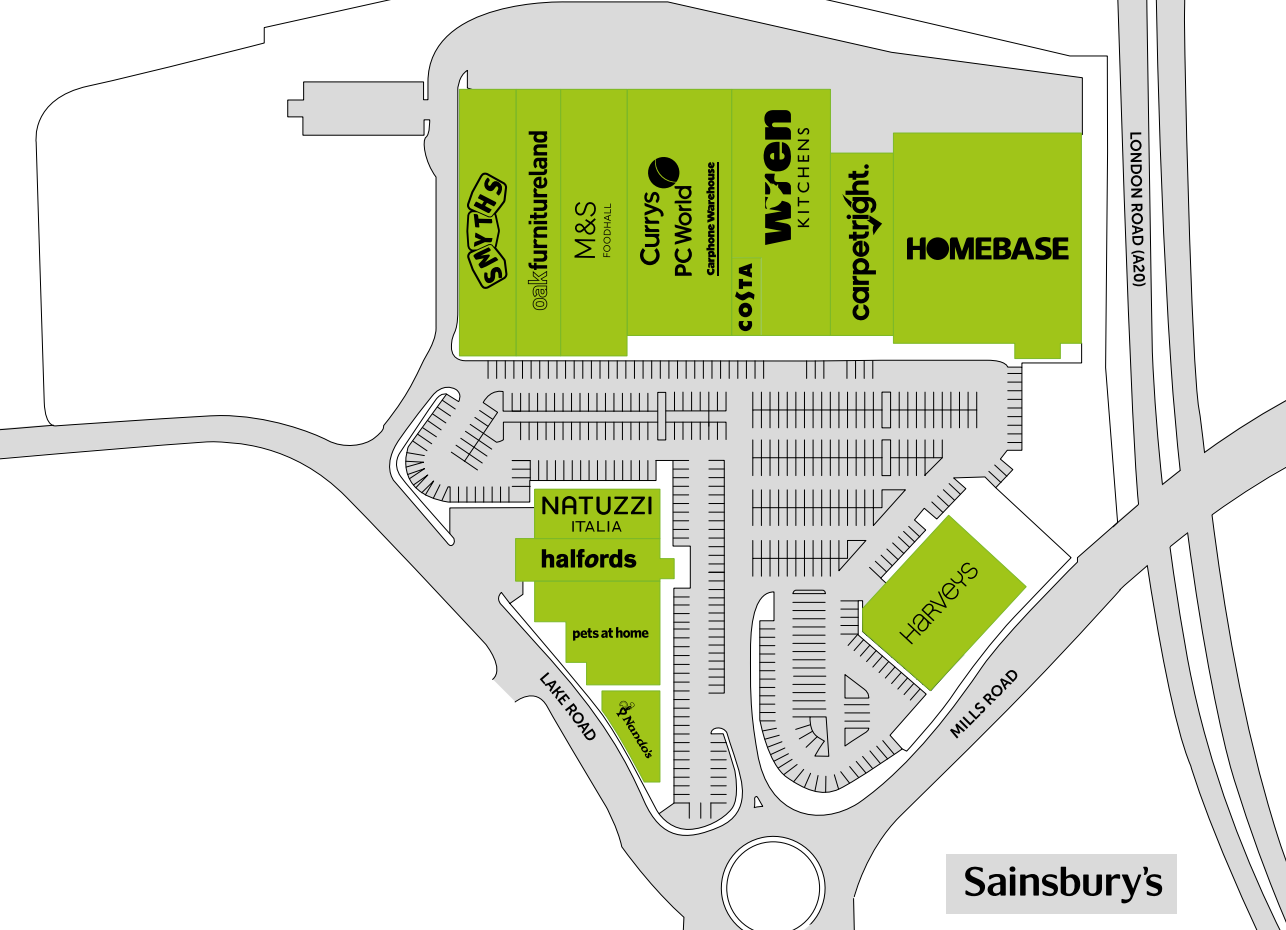 SMYTHS
oakfurnitureland
M&S
FOODHALL
Currys
PC World
Carphone Warehouse
COSTA
Wren
KITCHENS
carpetright.
HOMEBASE
LONDON ROAD (A20)
NATUZZI
ITALIA
halfords
pets at home
Nando's
HARVEYS
LAKE ROAD
MILLS ROAD
Sainsbury's